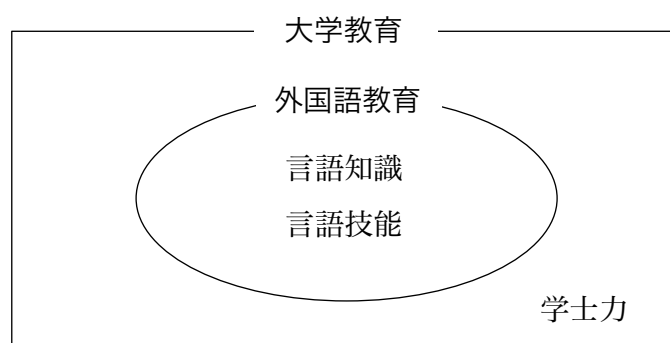 大学教育
外国語教育
言語知識
言語技能
学士力